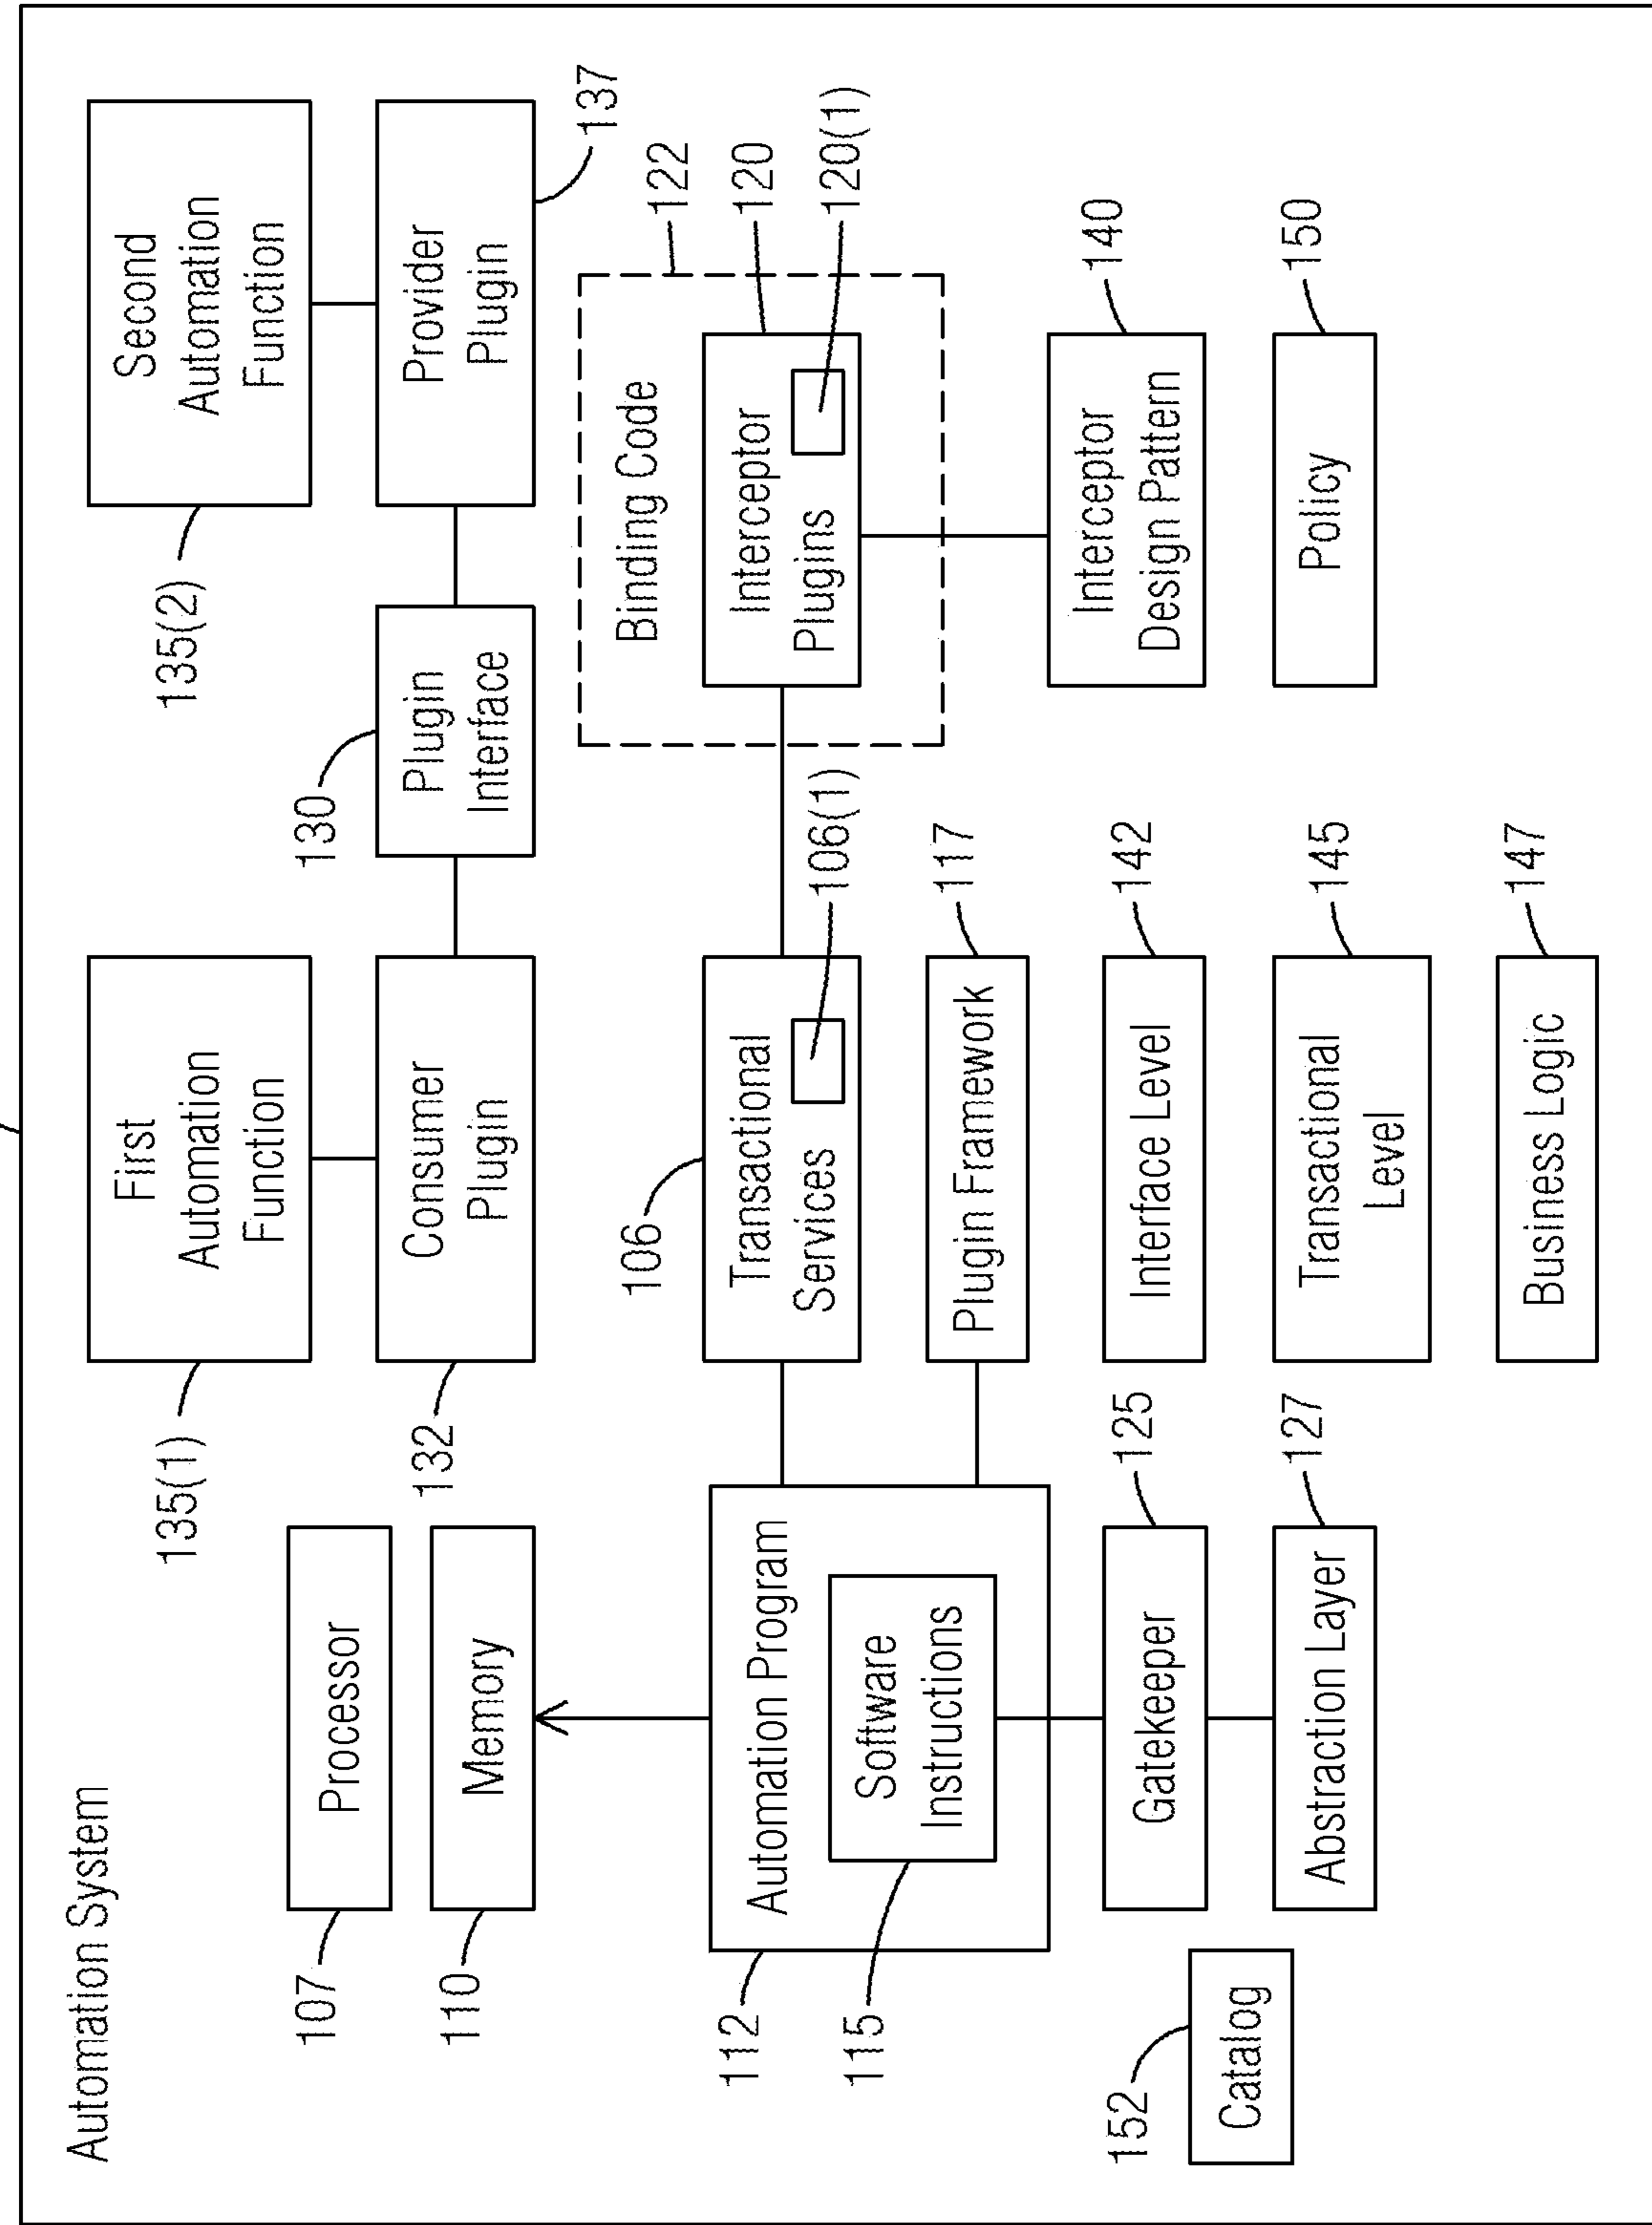 Automation System
107
Processor
110
Memory
112
Automation Program
115
Software
Instructions
125
Gatekeeper
127
Abstraction Layer
152
Catalog
135(1)
First
Automation
Function
132
Consumer
Plugin
130
Plugin
Interface
135(2)
Second
Automation
Function
Provider
Plugin
137
106
Transactional
Services
106(1)
Plugin Framework
117
Interface Level
142
Transactional
Level
145
Business Logic
147
Binding Code
122
Interceptor
Plugins
120
120(1)
Interceptor
Design Pattern
140
Policy
150